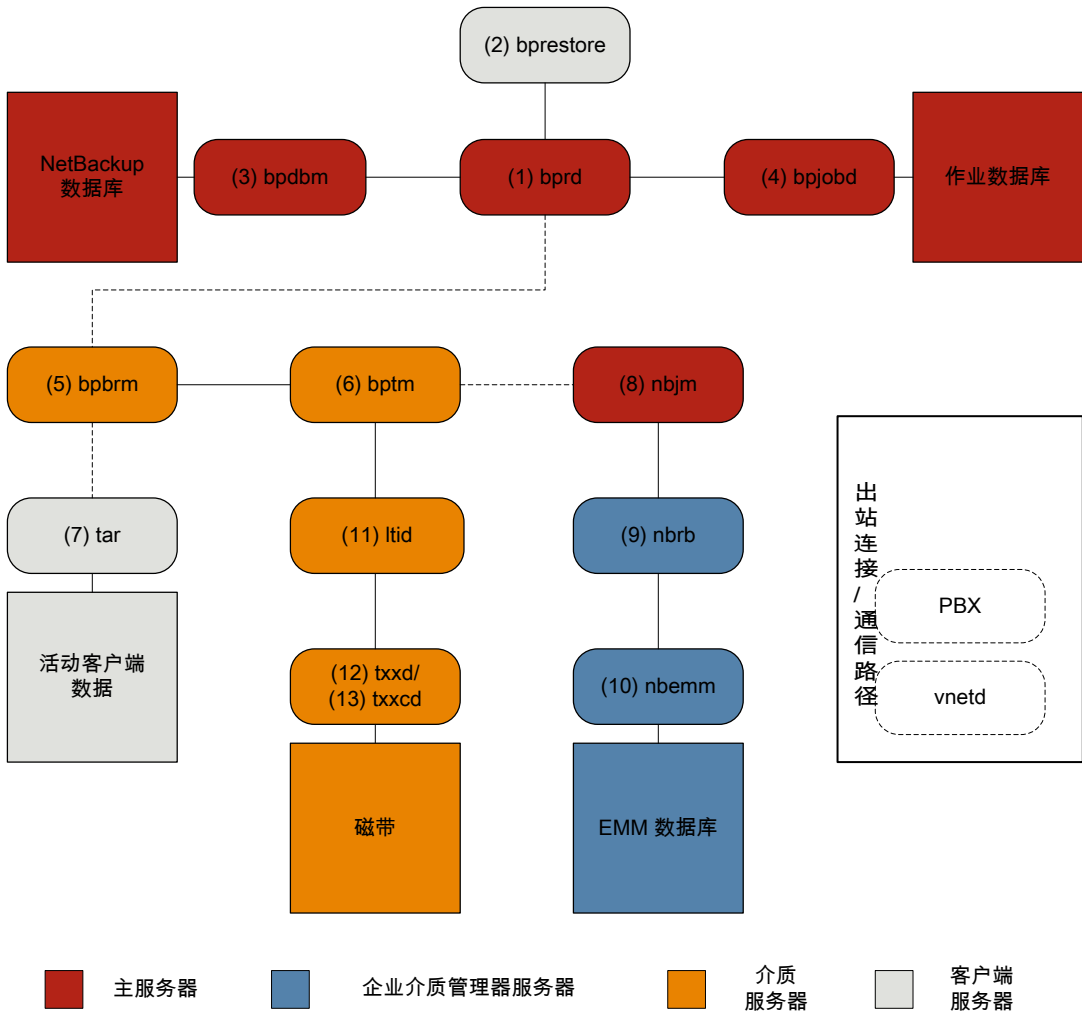 (2) bprestore
NetBackup
数据库
(3) bpdbm
(1) bprd
(4) bpjobd
作业数据库
(5) bpbrm
(6) bptm
(8) nbjm
(7) tar
(11) ltid
(9) nbrb
活动客户端
数据
(12) txxd/
(13) txxcd
(10) nbemm
磁带
EMM 数据库
出站连接/通信路径
PBX
vnetd
主服务器
企业介质管理器服务器
介质
服务器
客户端
服务器